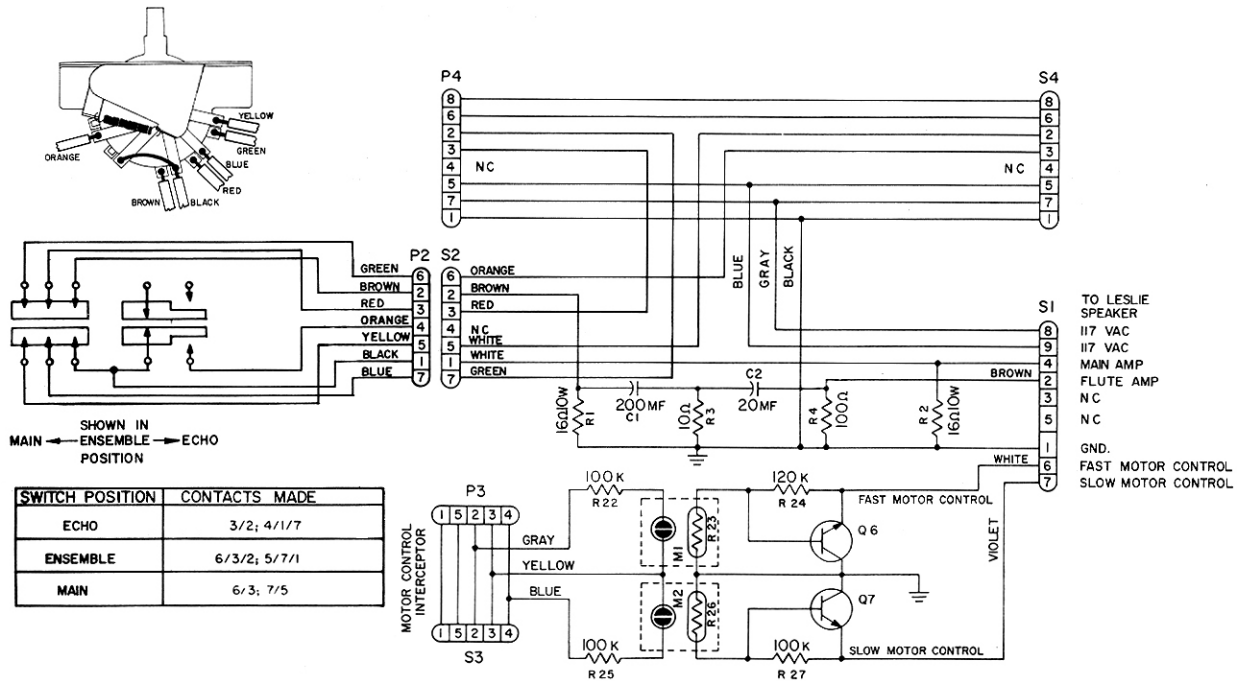 YELLOW
GREEN
ORANGE
BLUE
RED
BROWN
BLACK
P4
S4
8
6
2
3
4
5
7
1
NC
NC
8
6
2
3
4
5
7
1
BLUE
GRAY
BLACK
P2
S2
GREEN
BROWN
RED
ORANGE
YELLOW
BLACK
BLUE
6
2
3
4
5
1
7
6
2
3
4
5
1
7
ORANGE
BROWN
RED
NC
WHITE
WHITE
GREEN
S1
TO LESLIE
SPEAKER
8 117 VAC
9 117 VAC
4 MAIN AMP
BROWN 2 FLUTE AMP
3 NC
5 NC
1 GND.
WHITE 6 FAST MOTOR CONTROL
7 SLOW MOTOR CONTROL
16Ω10W
R1
200MF
C1
10Ω
R3
C2
20MF
R4
100Ω
R2
16Ω10W
SHOWN IN
MAIN ENSEMBLE ECHO
POSITION
SWITCH POSITION CONTACTS MADE
ECHO 3/2; 4/1/7
ENSEMBLE 6/3/2; 5/7/1
MAIN 6/3; 7/5
MOTOR CONTROL
INTERCEPTOR
P3
1 5 2 3 4
GRAY
YELLOW
BLUE
1 5 2 3 4
S3
100K
R22
M1
R23
120K
R24
FAST MOTOR CONTROL
Q6
VIOLET
M2
R26
Q7
100K
R25
100K
R27
SLOW MOTOR CONTROL